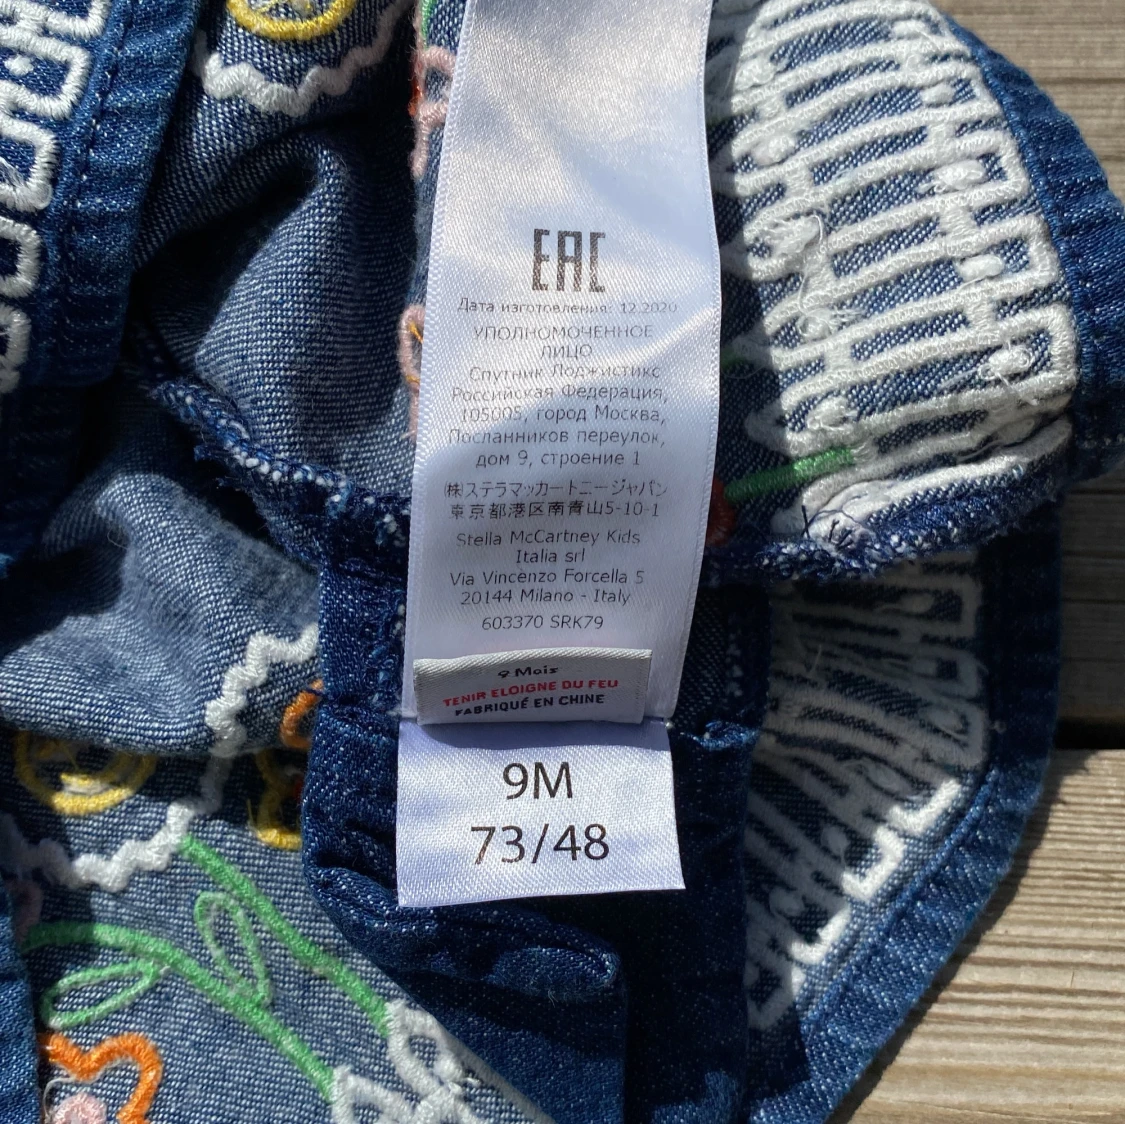 EAC
Дата изготовления: 12.2020
УПОЛНОМОЧЕННОЕ
ЛИЦО
Спутник Лоджистикс
Российская Федерация,
105005, город Москва,
Посланников переулок,
дом 9, строение 1
㈱ステラマッカートニージャパン
東京都港区南青山5-10-1
Stella McCartney Kids
Italia srl
Via Vincenzo Forcella 5
20144 Milano - Italy
603370 SRK79
9 Mois
TENIR ELOIGNE DU FEU
FABRIQUÉ EN CHINE
9M
73/48